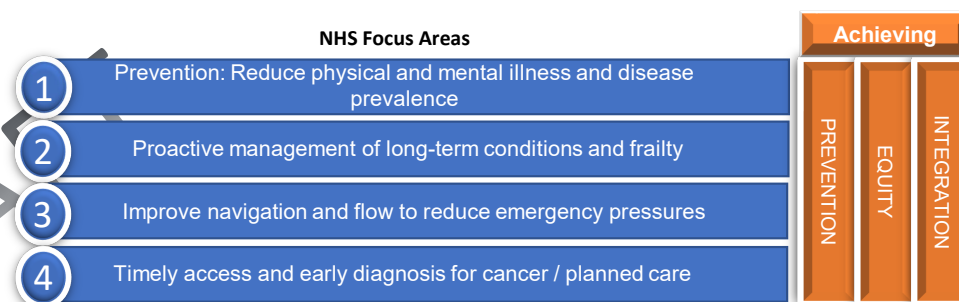 NHS Focus Areas
Achieving
1
Prevention: Reduce physical and mental illness and disease
prevalence
2
Proactive management of long-term conditions and frailty
3
Improve navigation and flow to reduce emergency pressures
4
Timely access and early diagnosis for cancer / planned care
PREVENTION
EQUITY
INTEGRATION